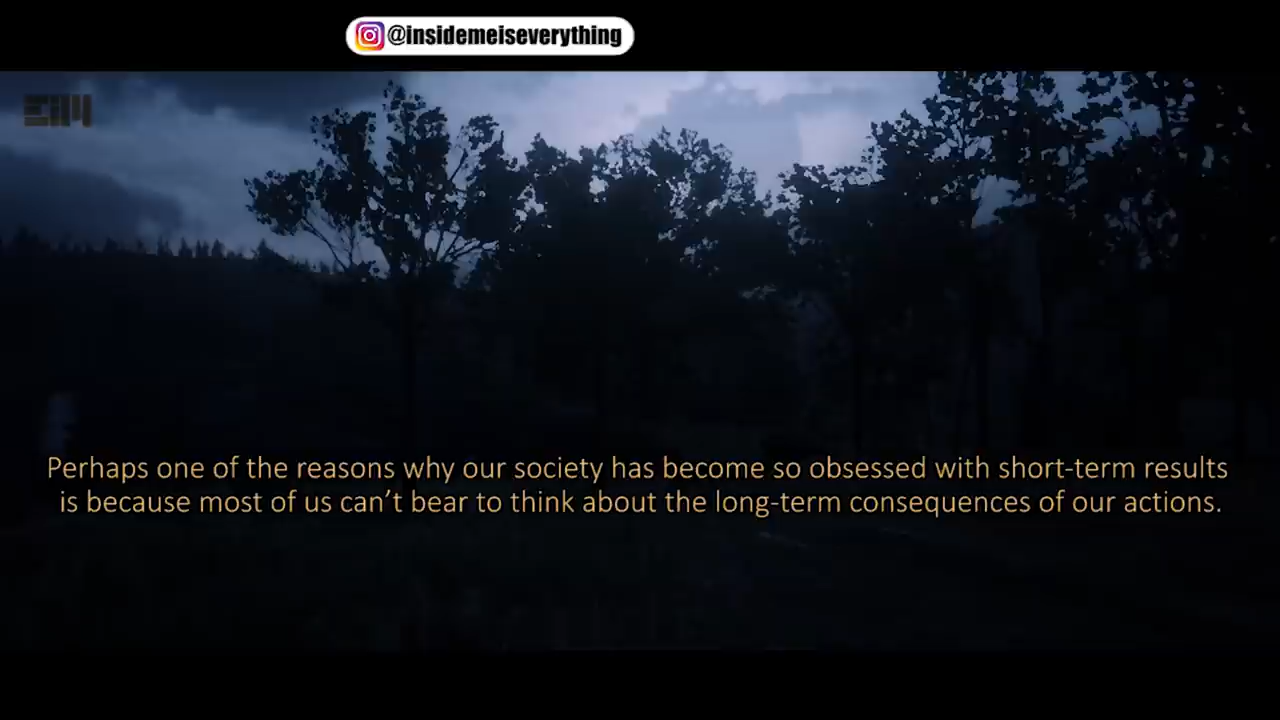 @insidemeiseverything
Perhaps one of the reasons why our society has become so obsessed with short-term results
is because most of us can’t bear to think about the long-term consequences of our actions.